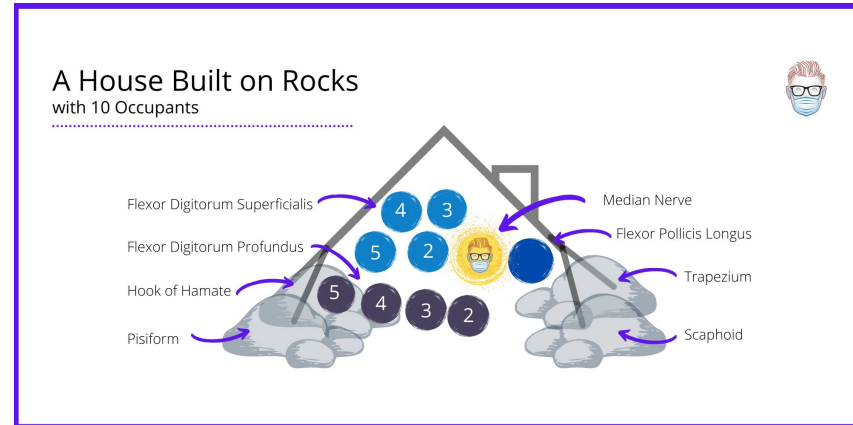 A House Built on Rocks
with 10 Occupants
Flexor Digitorum Superficialis
4
3
Median Nerve
Flexor Pollicis Longus
Flexor Digitorum Profundus
5
2
Hook of Hamate
5
4
3
2
Trapezium
Pisiform
Scaphoid